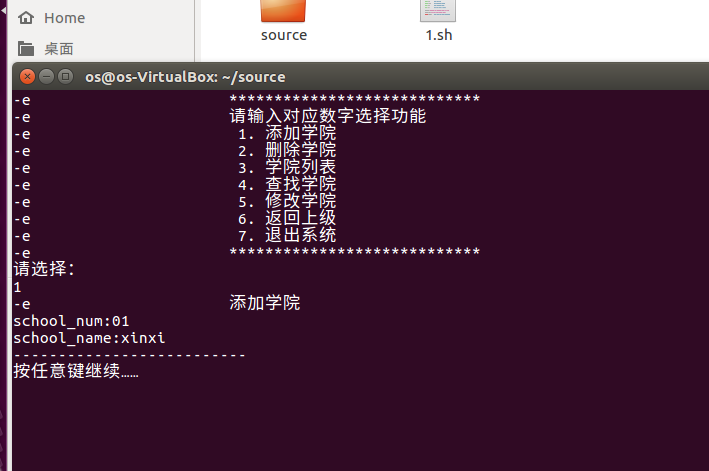 Home
桌面
source
1.sh
os@os-VirtualBox: ~/source
-e ****************************
-e 请输入对应数字选择功能
-e 1. 添加学院
-e 2. 删除学院
-e 3. 学院列表
-e 4. 查找学院
-e 5. 修改学院
-e 6. 返回上级
-e 7. 退出系统
-e ****************************
请选择：
1
-e 添加学院
school_num:01
school_name:xinxi
--------------------------
按任意键继续……